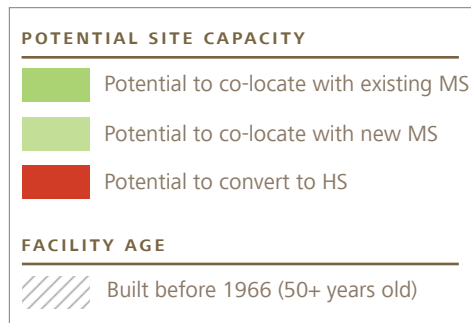 POTENTIAL SITE CAPACITY
Potential to co-locate with existing MS
Potential to co-locate with new MS
Potential to convert to HS
FACILITY AGE
Built before 1966 (50+ years old)